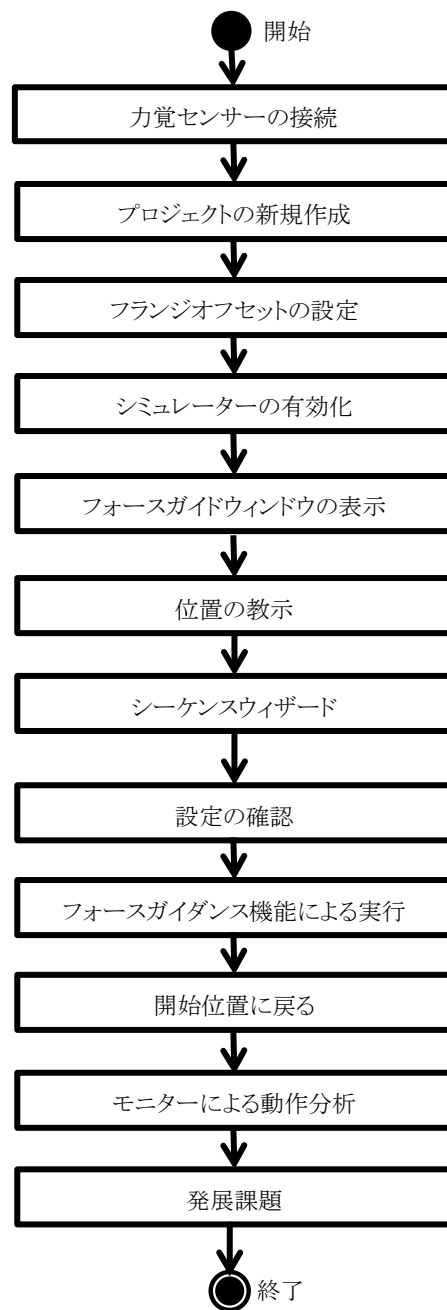 開始
力覚センサーの接続
プロジェクトの新規作成
フランジオフセットの設定
シミュレーターの有効化
フォースガイドウィンドウの表示
位置の教示
シーケンスウィザード
設定の確認
フォースガイダンス機能による実行
開始位置に戻る
モニターによる動作分析
発展課題
終了